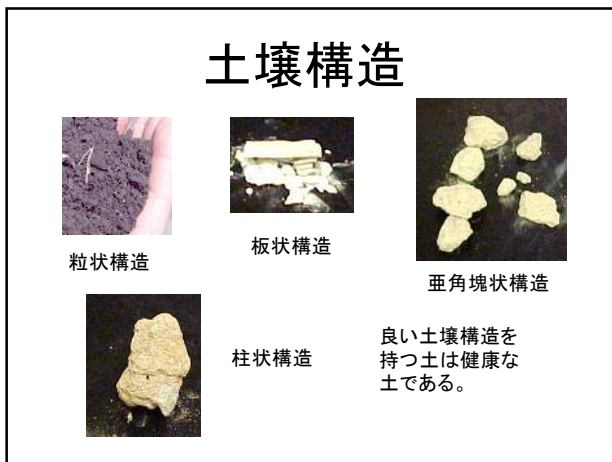 土壌構造
粒状構造
板状構造
亜角塊状構造
柱状構造
良い土壌構造を
持つ土は健康な
土である。